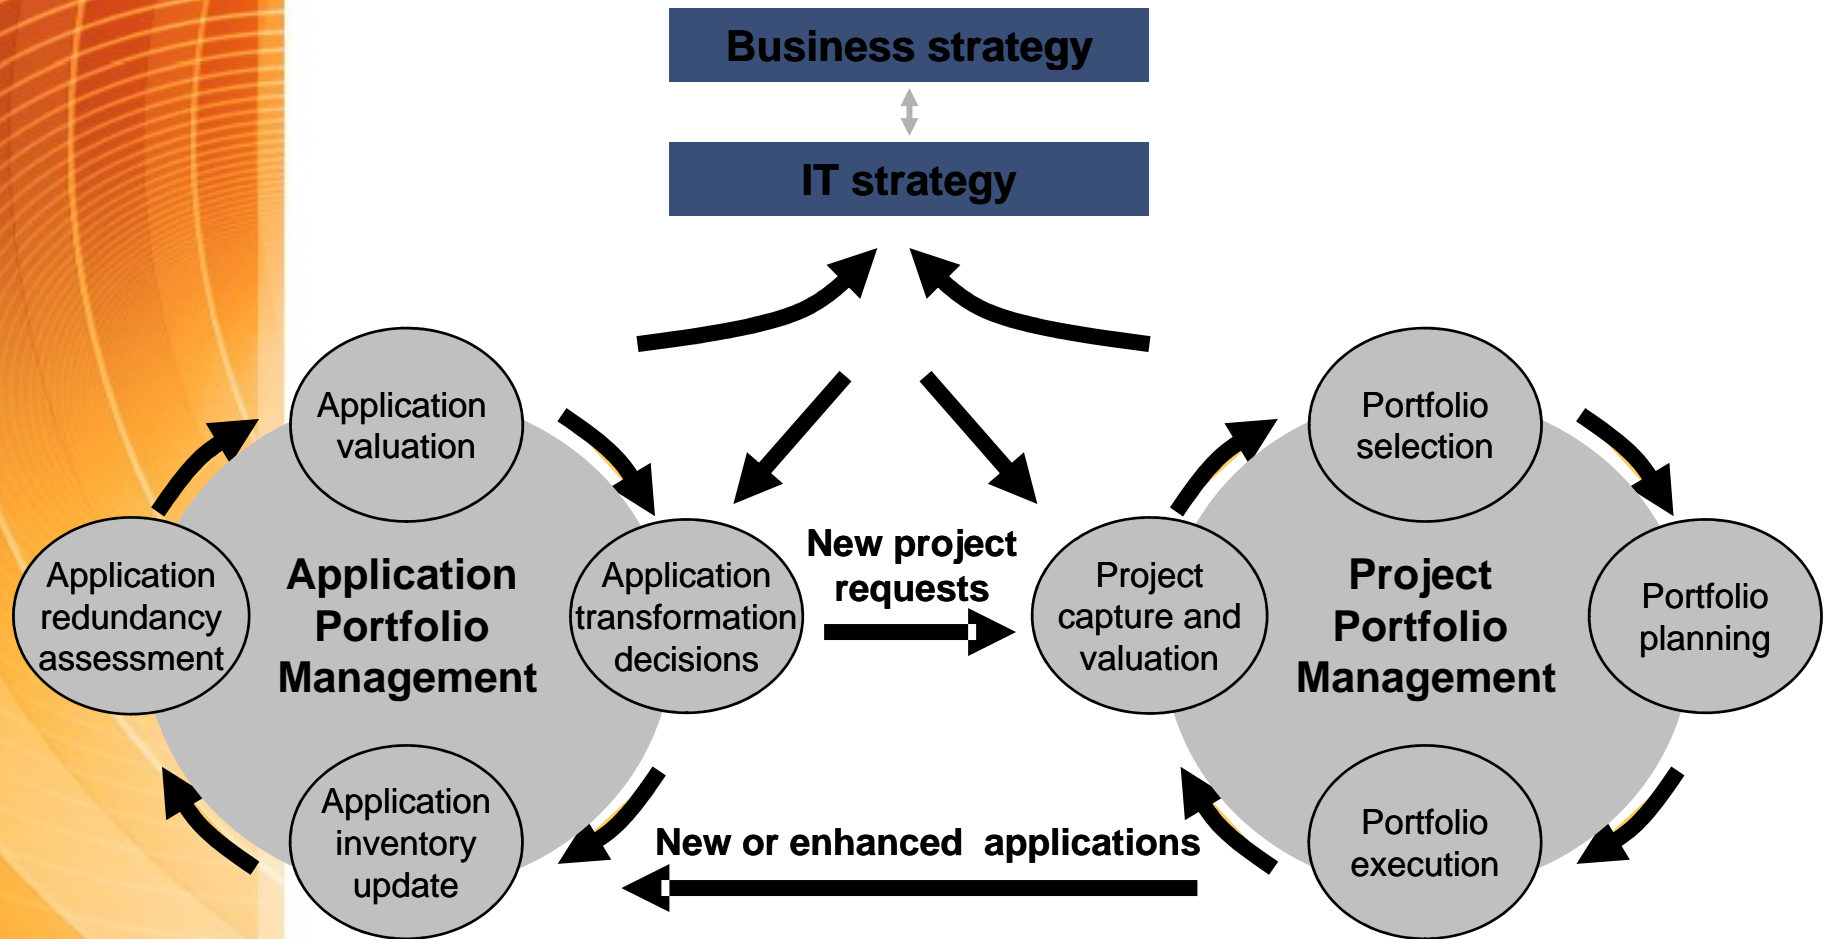 Business strategy
IT strategy
Application
valuation
Portfolio
selection
New project
requests
Application
redundancy
assessment
Application
Portfolio
Management
Application
transformation
decisions
Project
capture and
valuation
Project
Portfolio
Management
Portfolio
planning
Application
inventory
update
New or enhanced  applications
Portfolio
execution